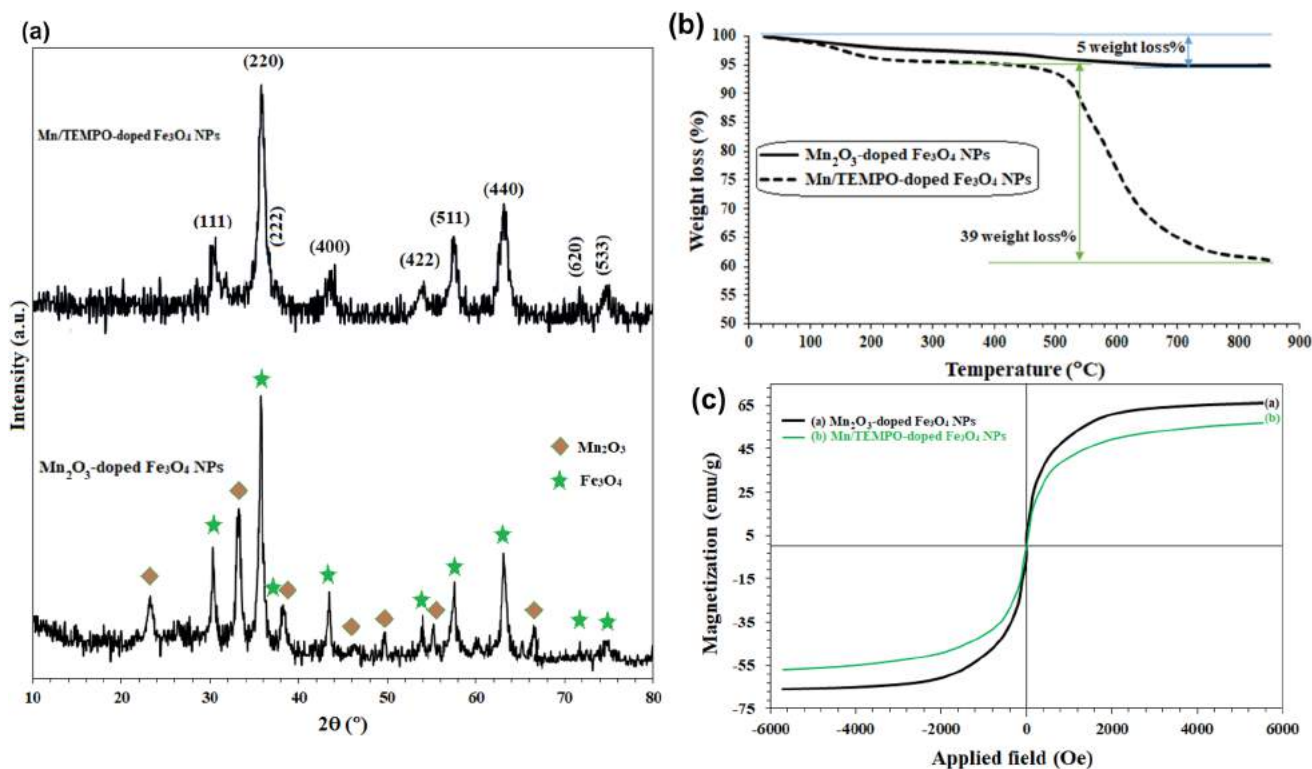 (a)
(220)
Mn/TEMPO-doped Fe₃O₄ NPs
(111)
(222)
(400)
(422)
(511)
(440)
(620)
(533)
Intensity (a.u.)
Mn₂O₃-doped Fe₃O₄ NPs
Mn₂O₃
Fe₃O₄
10 20 30 40 50 60 70 80
2θ (°)
(b)
100
95
90
85
80
75
70
65
60
55
50
Weight loss (%)
5 weight loss%
Mn₂O₃-doped Fe₃O₄ NPs
Mn/TEMPO-doped Fe₃O₄ NPs
39 weight loss%
0 100 200 300 400 500 600 700 800 900
Temperature (°C)
(c)
65
45
25
5
-15
-35
-55
-75
Magnetization (emu/g)
(a) Mn₂O₃-doped Fe₃O₄ NPs
(b) Mn/TEMPO-doped Fe₃O₄ NPs
(a)
(b)
-6000 -4000 -2000 0 2000 4000 6000
Applied field (Oe)